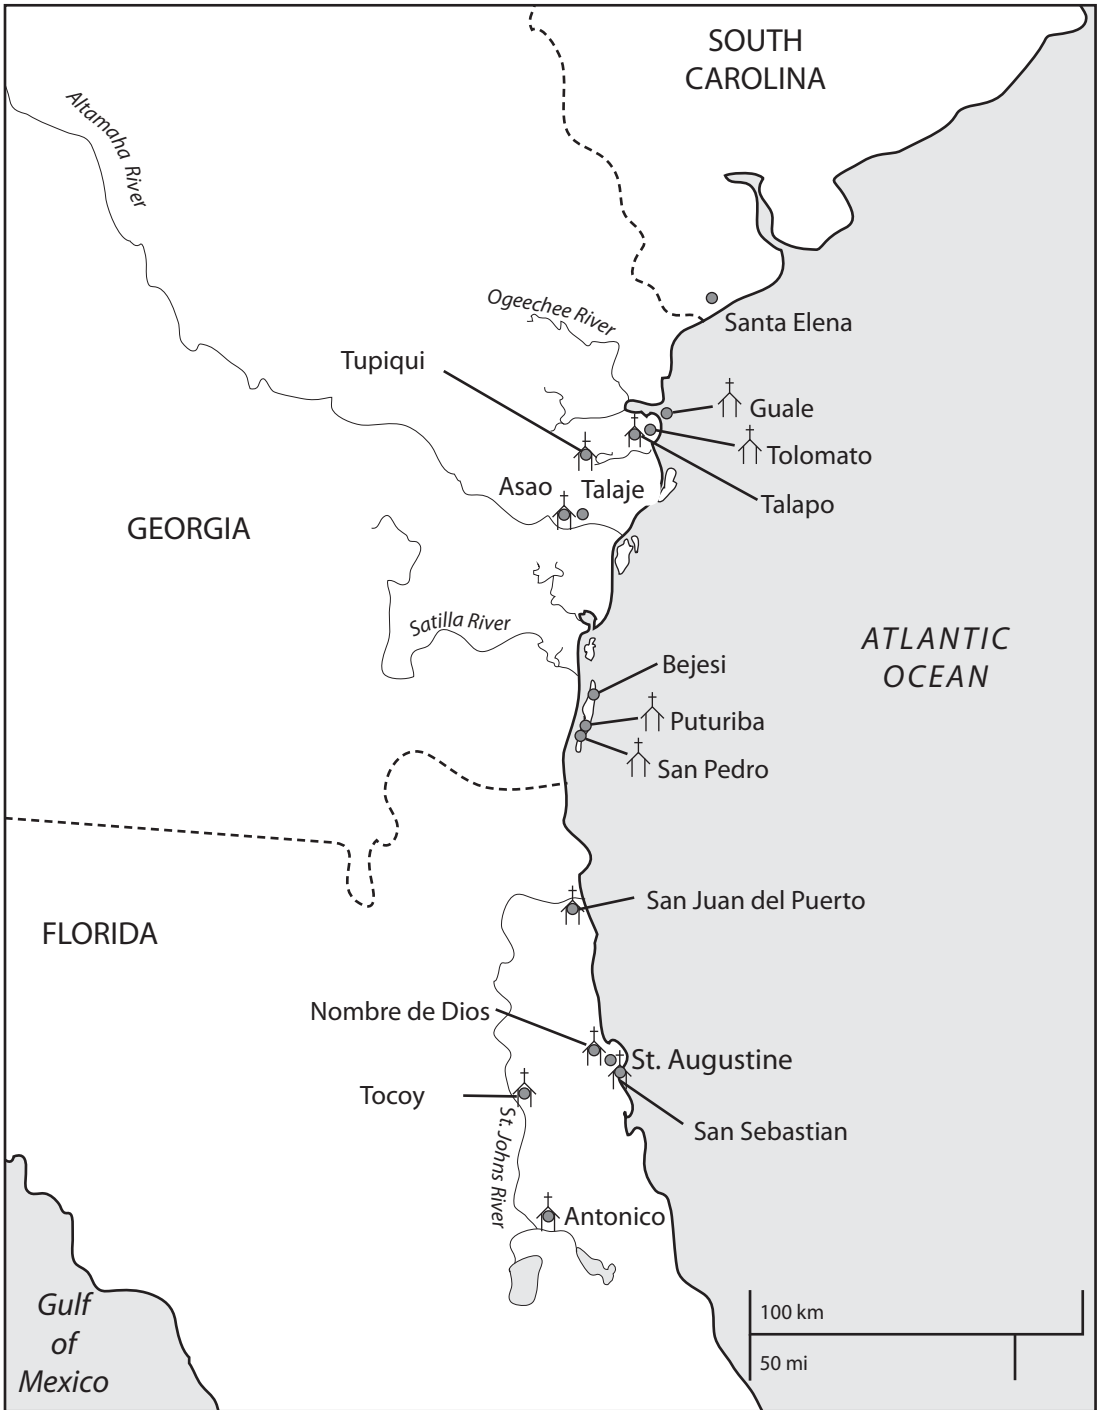 SOUTH
CAROLINA
Altamaha River
Ogeechee River
Santa Elena
Tupiqui
Guale
Tolomato
Asao
Talaje
Talapo
GEORGIA
Satilla River
ATLANTIC
OCEAN
Bejesi
Puturiba
San Pedro
San Juan del Puerto
FLORIDA
Nombre de Dios
St. Augustine
Tocoy
San Sebastian
St. Johns River
Antonico
Gulf
of
Mexico
100 km
50 mi